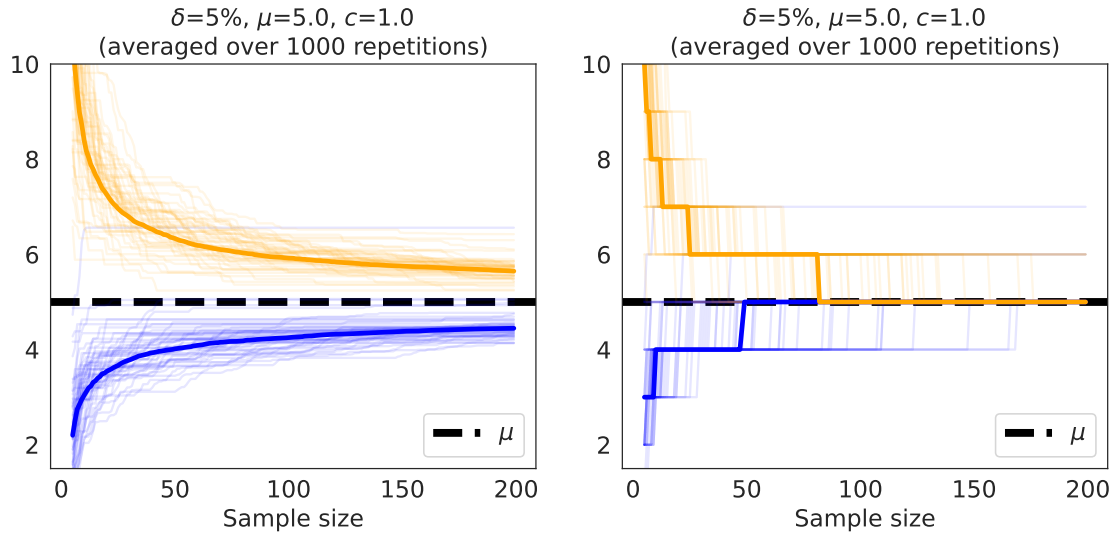 δ=5%, μ=5.0, c=1.0
(averaged over 1000 repetitions)
10
8
6
4
2
0
50
100
150
200
Sample size
μ
δ=5%, μ=5.0, c=1.0
(averaged over 1000 repetitions)
10
8
6
4
2
0
50
100
150
200
Sample size
μ